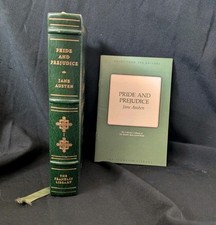 PRIDE
AND
PREJUDICE
JANE
AUSTEN
THE
FRANKLIN
LIBRARY
PRIDE AND
PREJUDICE
Jane Austen